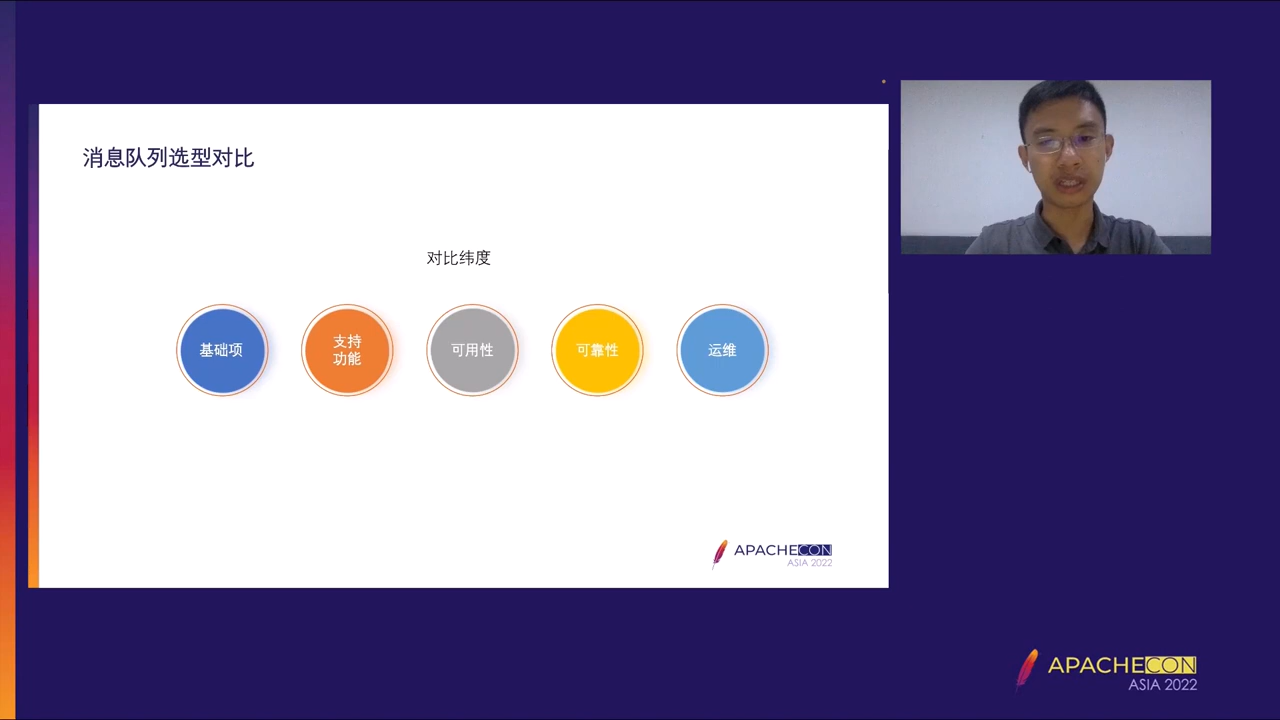 消息队列选型对比
对比纬度
基础项
支持
功能
可用性
可靠性
运维
APACHECON
ASIA 2022
APACHECON
ASIA 2022